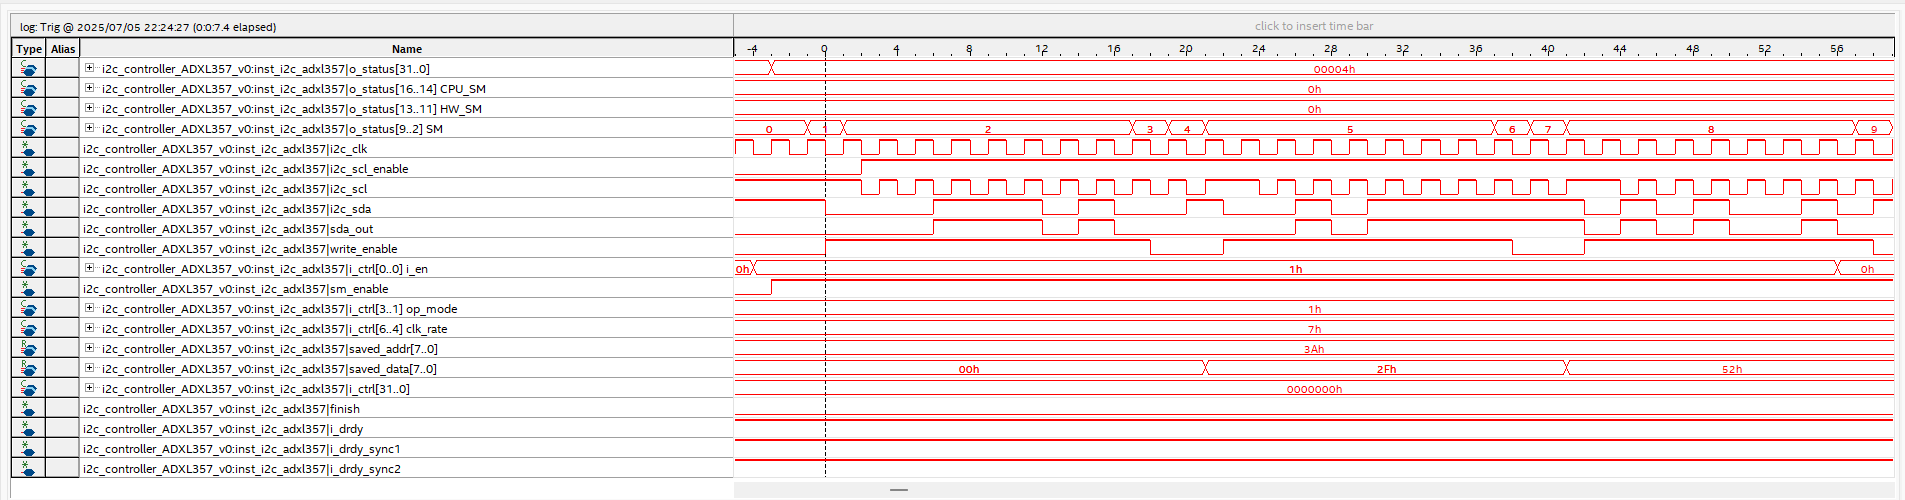 log: Trig @ 2025/07/05 22:24:27 (0:0:7.4 elapsed) click to insert time bar
Type Alias Name -4 0 4 8 12 16 20 24 28 32 36 40 44 48 52 56
i2c_controller_ADXL357_v0:inst_i2c_adxl357|o_status[31..0] 00004h
i2c_controller_ADXL357_v0:inst_i2c_adxl357|o_status[16..14] CPU_SM 0h
i2c_controller_ADXL357_v0:inst_i2c_adxl357|o_status[13..11] HW_SM 0h
i2c_controller_ADXL357_v0:inst_i2c_adxl357|o_status[9..2] SM 0 1 2 3 4 5 6 7 8 9
i2c_controller_ADXL357_v0:inst_i2c_adxl357|i2c_clk
i2c_controller_ADXL357_v0:inst_i2c_adxl357|i2c_scl_enable
i2c_controller_ADXL357_v0:inst_i2c_adxl357|i2c_scl
i2c_controller_ADXL357_v0:inst_i2c_adxl357|i2c_sda
i2c_controller_ADXL357_v0:inst_i2c_adxl357|sda_out
i2c_controller_ADXL357_v0:inst_i2c_adxl357|write_enable
i2c_controller_ADXL357_v0:inst_i2c_adxl357|i_ctrl[0..0] i_en 0h 1h 0h
i2c_controller_ADXL357_v0:inst_i2c_adxl357|sm_enable
i2c_controller_ADXL357_v0:inst_i2c_adxl357|i_ctrl[3..1] op_mode 1h
i2c_controller_ADXL357_v0:inst_i2c_adxl357|i_ctrl[6..4] clk_rate 7h
i2c_controller_ADXL357_v0:inst_i2c_adxl357|saved_addr[7..0] 3Ah
i2c_controller_ADXL357_v0:inst_i2c_adxl357|saved_data[7..0] 00h 2Fh 52h
i2c_controller_ADXL357_v0:inst_i2c_adxl357|i_ctrl[31..0] 0000000h
i2c_controller_ADXL357_v0:inst_i2c_adxl357|finish
i2c_controller_ADXL357_v0:inst_i2c_adxl357|i_drdy
i2c_controller_ADXL357_v0:inst_i2c_adxl357|i_drdy_sync1
i2c_controller_ADXL357_v0:inst_i2c_adxl357|i_drdy_sync2